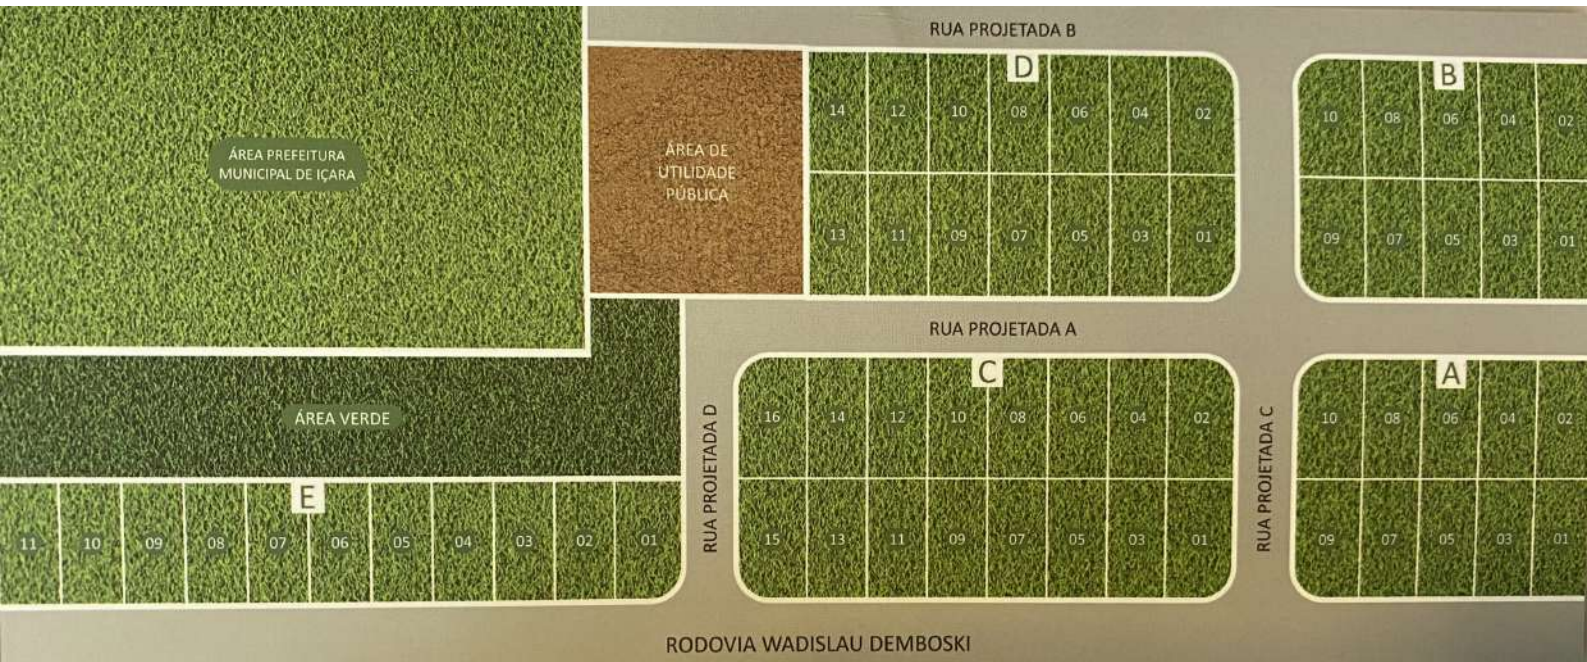 RUA PROJETADA B
ÁREA PREFEITURA
MUNICIPAL DE IÇARA
ÁREA DE
UTILIDADE
PÚBLICA
D
14 12 10 08 06 04 02
13 11 09 07 05 03 01
B
10 08 06 04 02
09 07 05 03 01
RUA PROJETADA A
ÁREA VERDE
E
11 10 09 08 07 06 05 04 03 02 01
RUA PROJETADA D
C
16 14 12 10 08 06 04 02
15 13 11 09 07 05 03 01
RUA PROJETADA C
A
10 08 06 04 02
09 07 05 03 01
RODOVIA WADISLAU DEMBOSKI